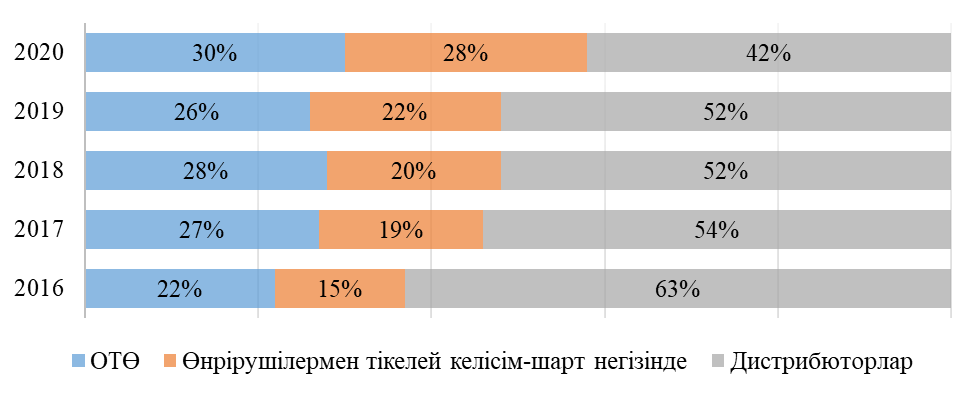 2020 30% 28% 42%
2019 26% 22% 52%
2018 28% 20% 52%
2017 27% 19% 54%
2016 22% 15% 63%
ОТӨ Өнрірушілермен тікелей келісім-шарт негізінде Дистрибюторлар